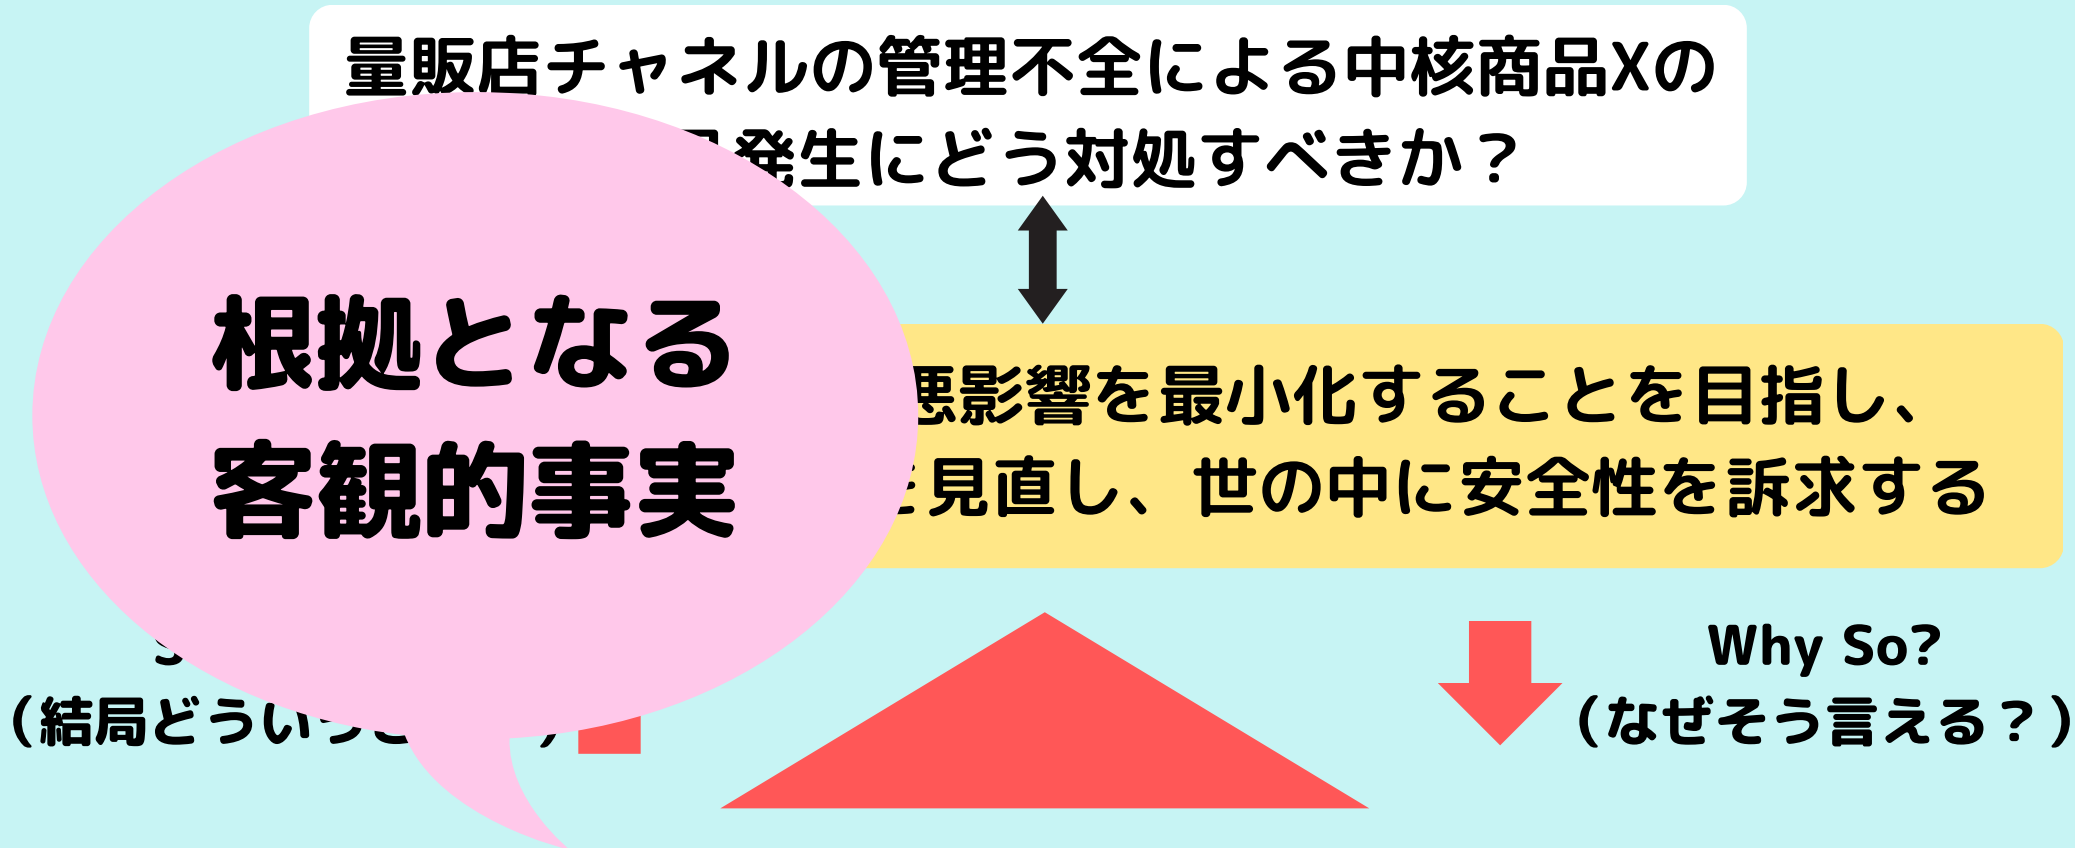 量販店チャネルの管理不全による中核商品Xの
発生にどう対処すべきか？
根拠となる
客観的事実
悪影響を最小化することを目指し、
を見直し、世の中に安全性を訴求する
Why So?
（結局どういう
（なぜそう言える？）